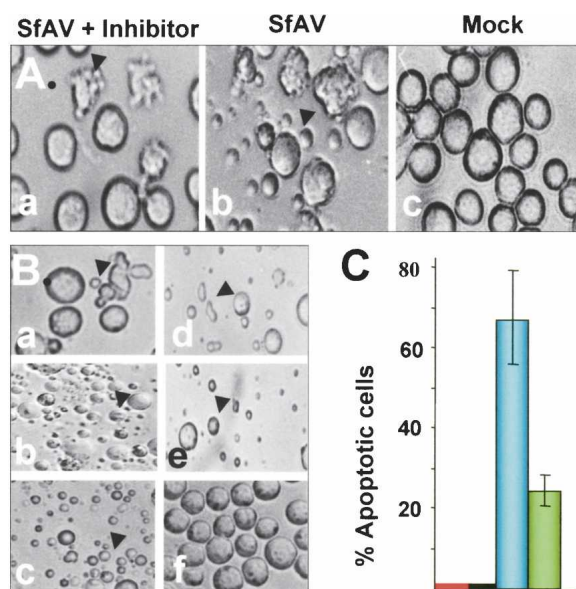 SfAV + Inhibitor SfAV Mock
A
a b c
B C
a d
b e
c f
% Apoptotic cells
80
60
40
20